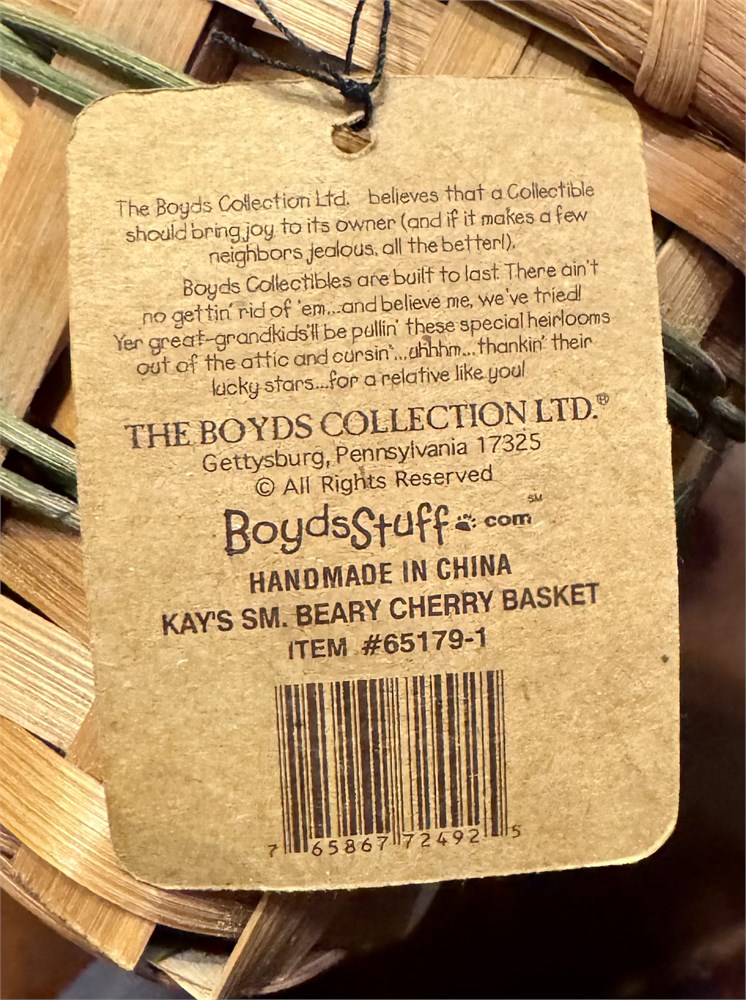 The Boyds Collection Ltd. believes that a Collectible
should bring joy to its owner (and if it makes a few
neighbors jealous, all the better!).
Boyds Collectibles are built to last. There ain't
no gettin' rid of 'em...and believe me, we've tried!
Yer great-grandkids'll be pullin' these special heirlooms
out of the attic and cursin'...uhhhm...thankin' their
lucky stars...for a relative like you!
THE BOYDS COLLECTION LTD.®
Gettysburg, Pennsylvania 17325
© All Rights Reserved
BoydsStuff.com℠
HANDMADE IN CHINA
KAY'S SM. BEARY CHERRY BASKET
ITEM #65179-1
7 65867 72492 5